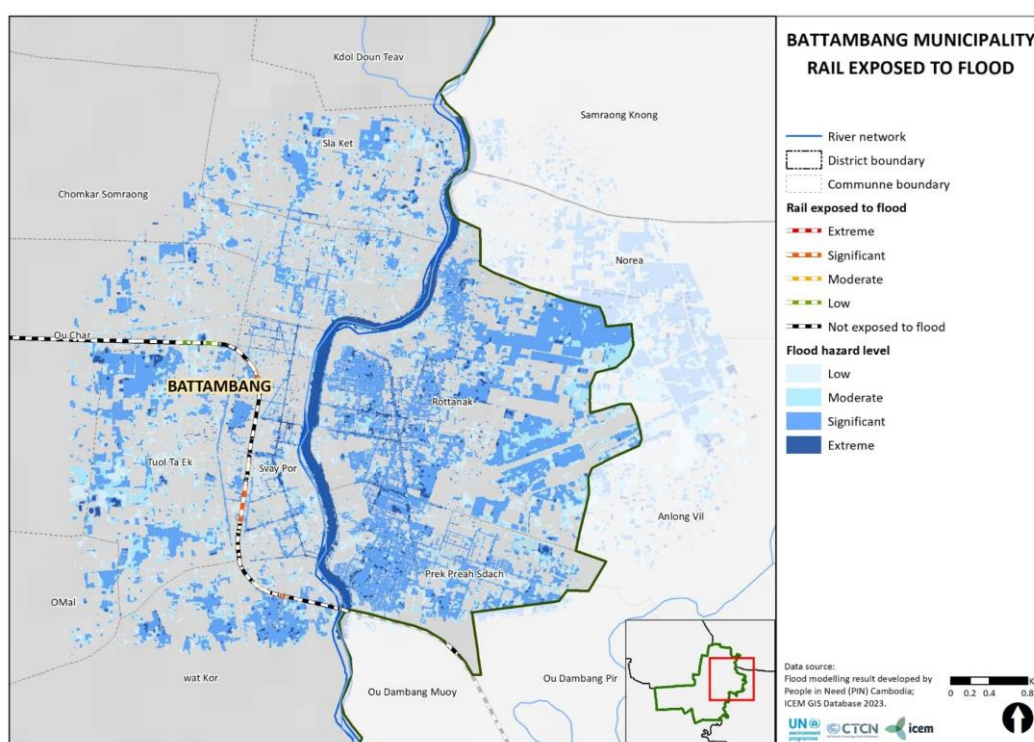 BATTAMBANG MUNICIPALITY
RAIL EXPOSED TO FLOOD
River network
District boundary
Communne boundary
Rail exposed to flood
Extreme
Significant
Moderate
Low
Not exposed to flood
Flood hazard level
Low
Moderate
Significant
Extreme
Kdol Doun Teav
Samraong Knong
Sla Ket
Chomkar Somraong
Norea
Ou Char
BATTAMBANG
Rottanak
Tuol Ta Ek
Svay Por
Anlong Vil
Prek Preah Sdach
OMal
wat Kor
Ou Dambang Muoy
Ou Dambang Pir
Data source:
Flood modelling result developed by
People in Need (PIN) Cambodia;
ICEM GIS Database 2023.
K
0 0.2 0.4 0.8
UN
environment
programme
CTCN
icem